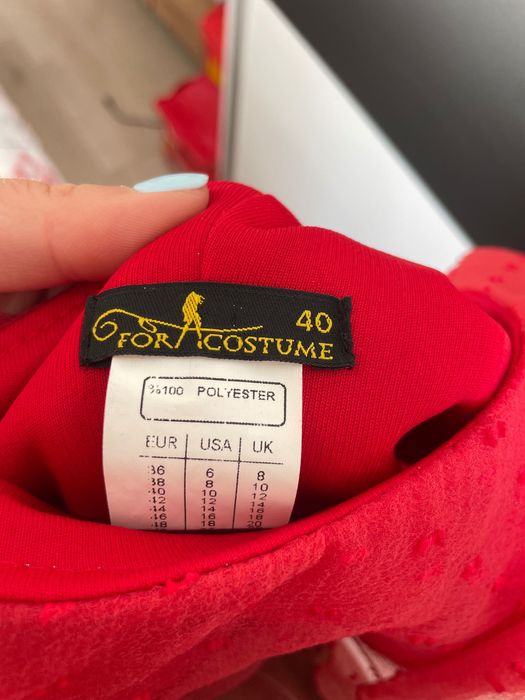 40
FOR A COSTUME
%100 POLYESTER
EUR USA UK
36 6 8
38 8 10
40 10 12
42 12 14
44 14 16
46 16 18
48 18 20